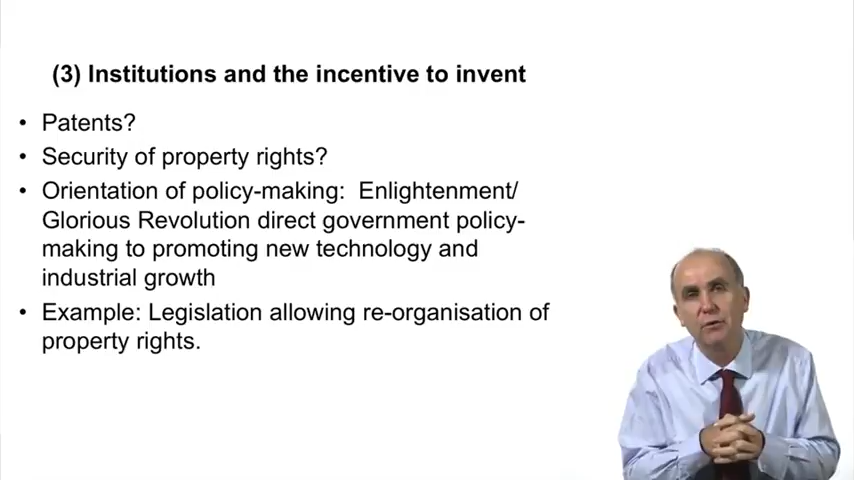 (3) Institutions and the incentive to invent
• Patents?
• Security of property rights?
• Orientation of policy-making: Enlightenment/
Glorious Revolution direct government policy-
making to promoting new technology and
industrial growth
• Example: Legislation allowing re-organisation of
property rights.